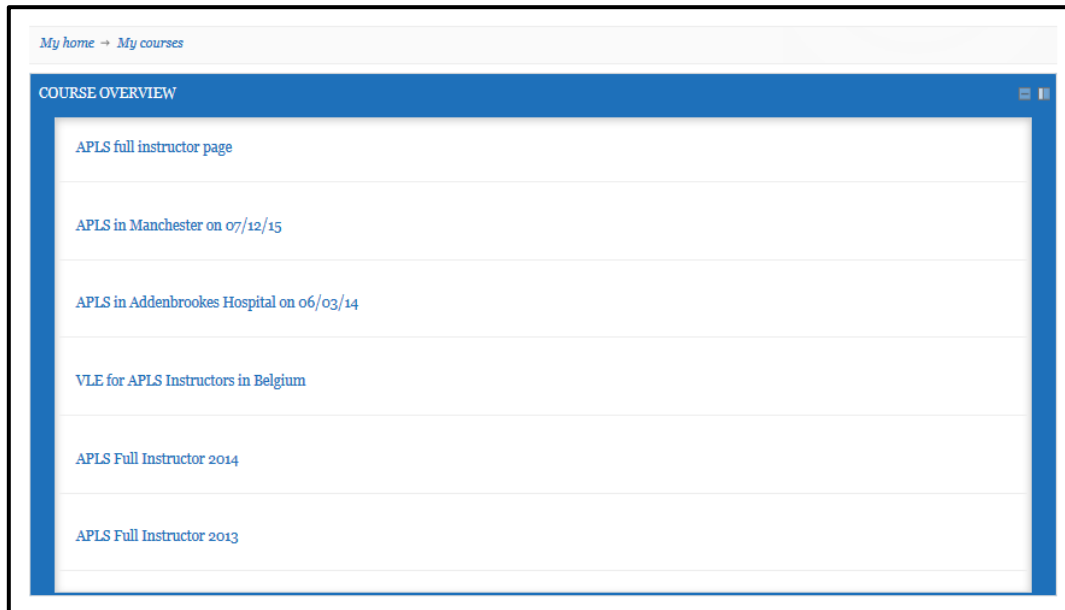 My home → My courses
COURSE OVERVIEW
APLS full instructor page
APLS in Manchester on 07/12/15
APLS in Addenbrookes Hospital on 06/03/14
VLE for APLS Instructors in Belgium
APLS Full Instructor 2014
APLS Full Instructor 2013